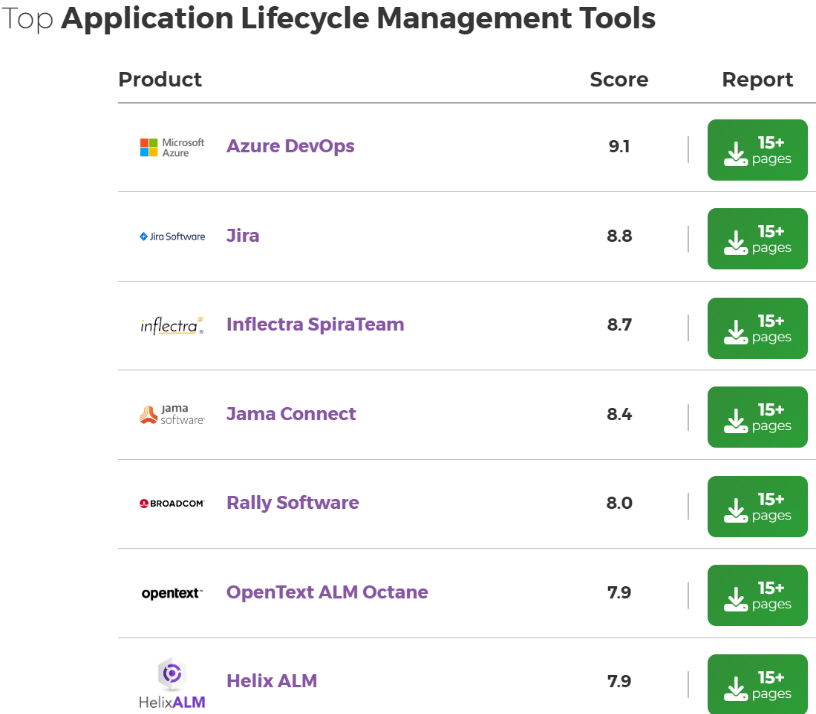 Top Application Lifecycle Management Tools
Product Score Report
Microsoft Azure Azure DevOps 9.1 15+ pages
Jira Software Jira 8.8 15+ pages
inflectra® Inflectra SpiraTeam 8.7 15+ pages
jama software Jama Connect 8.4 15+ pages
BROADCOM Rally Software 8.0 15+ pages
opentext™ OpenText ALM Octane 7.9 15+ pages
HelixALM Helix ALM 7.9 15+ pages